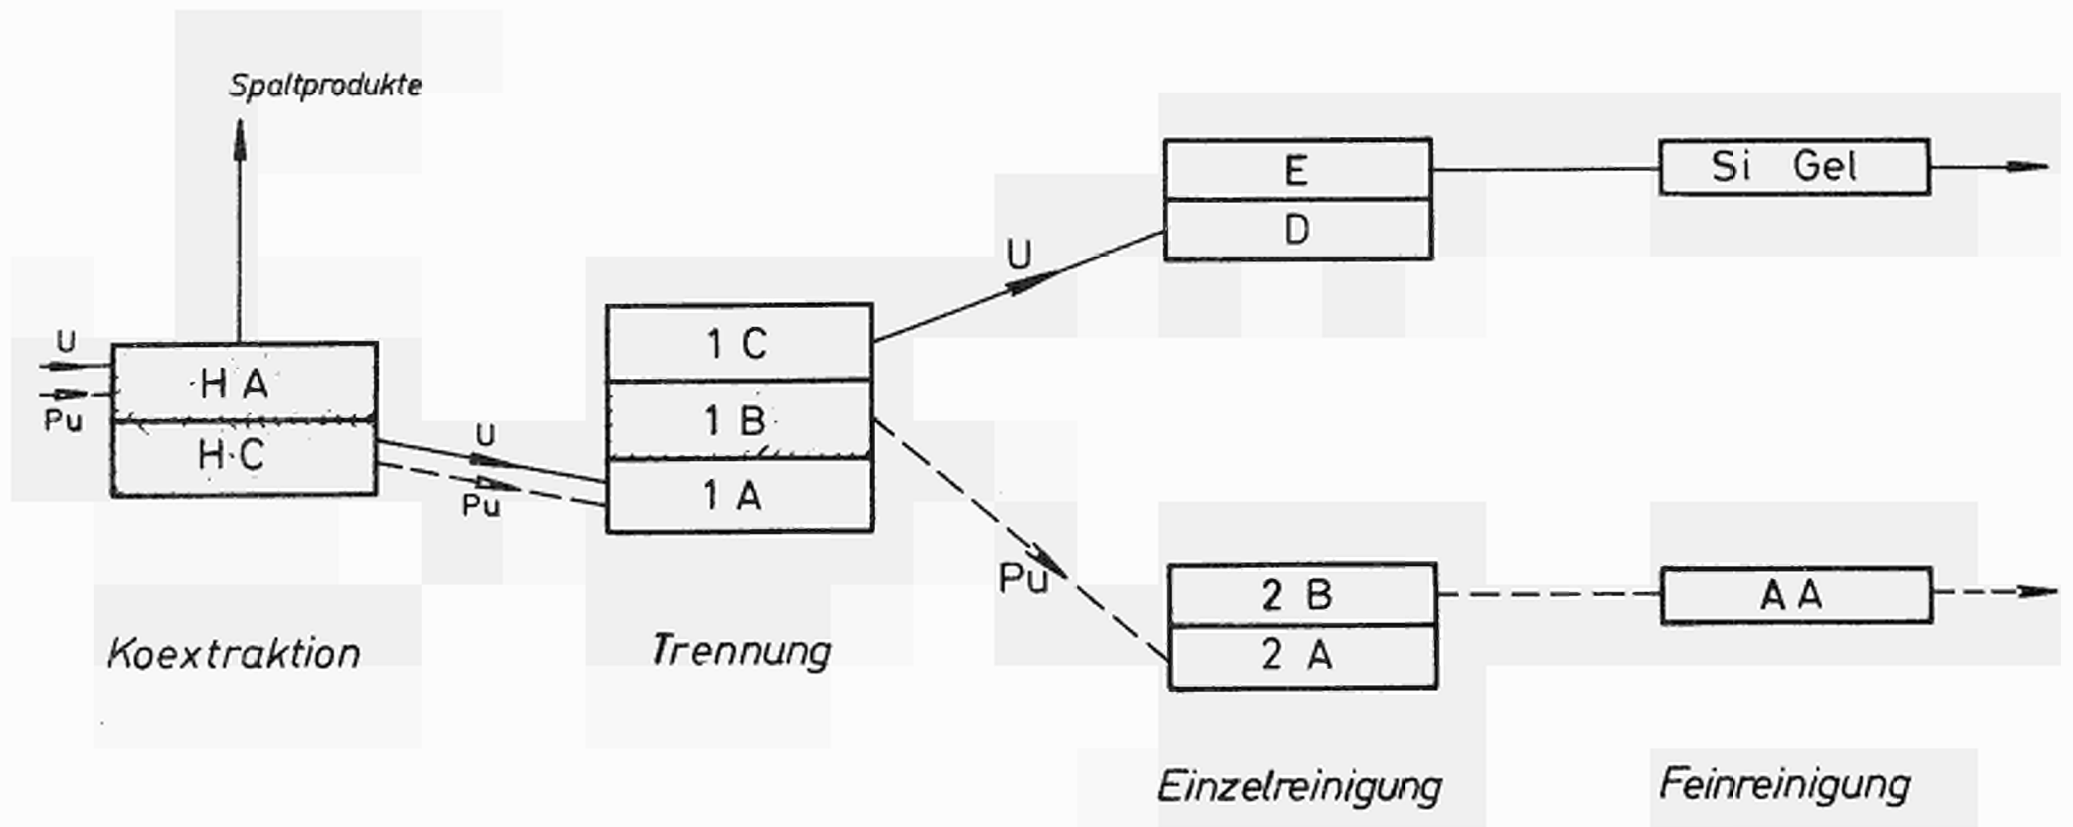 Spaltprodukte
E
Si Gel
D
U
U
1 C
H A
Pu
1 B
U
H·C
Pu
1 A
Pu
2 B
A A
2 A
Koextraktion
Trennung
Einzelreinigung
Feinreinigung